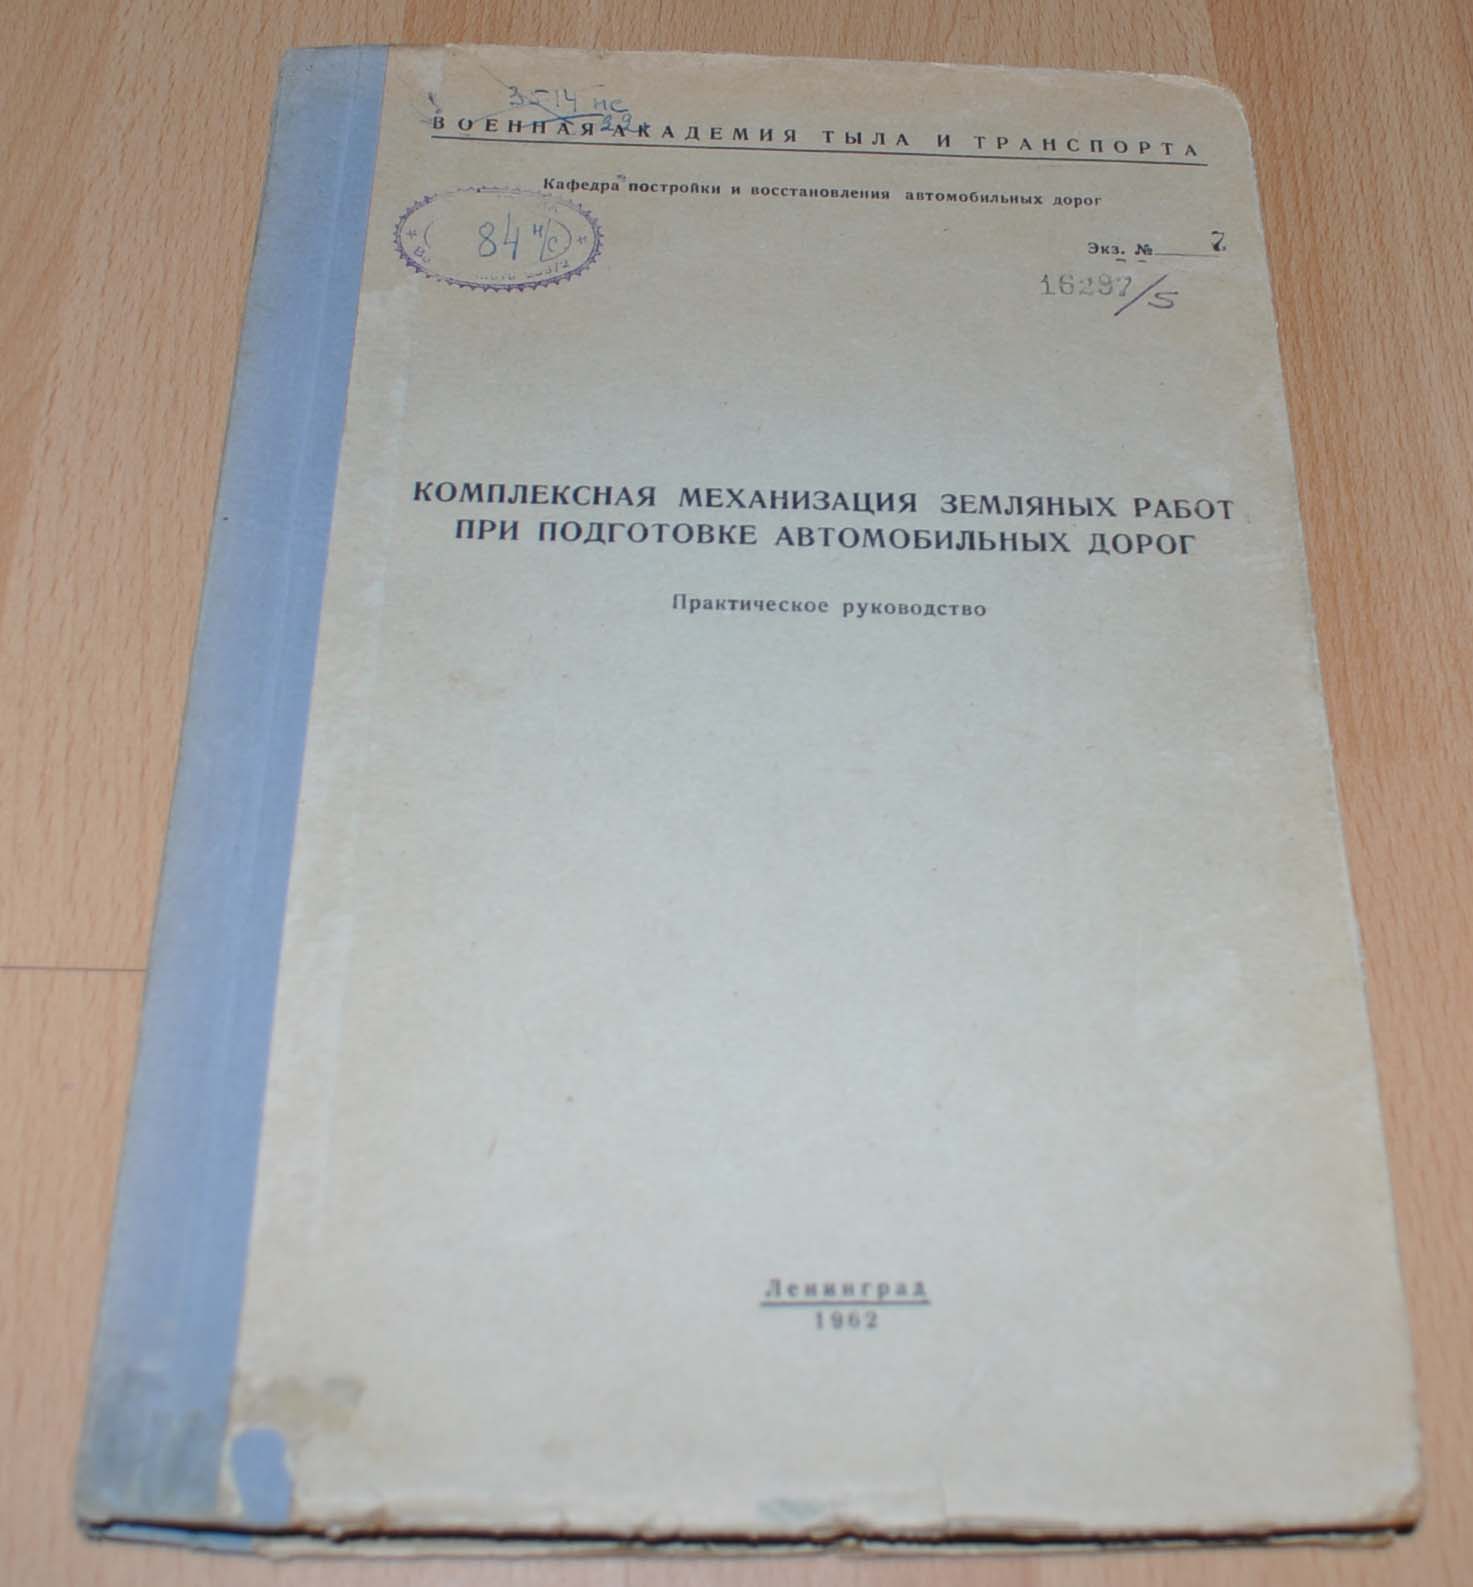 3514 нс
ВОЕННАЯ АКАДЕМИЯ ТЫЛА И ТРАНСПОРТА
Кафедра постройки и восстановления автомобильных дорог
84 н/с
Экз. № 7
16297/5
КОМПЛЕКСНАЯ МЕХАНИЗАЦИЯ ЗЕМЛЯНЫХ РАБОТ
ПРИ ПОДГОТОВКЕ АВТОМОБИЛЬНЫХ ДОРОГ
Практическое руководство
Ленинград
1962